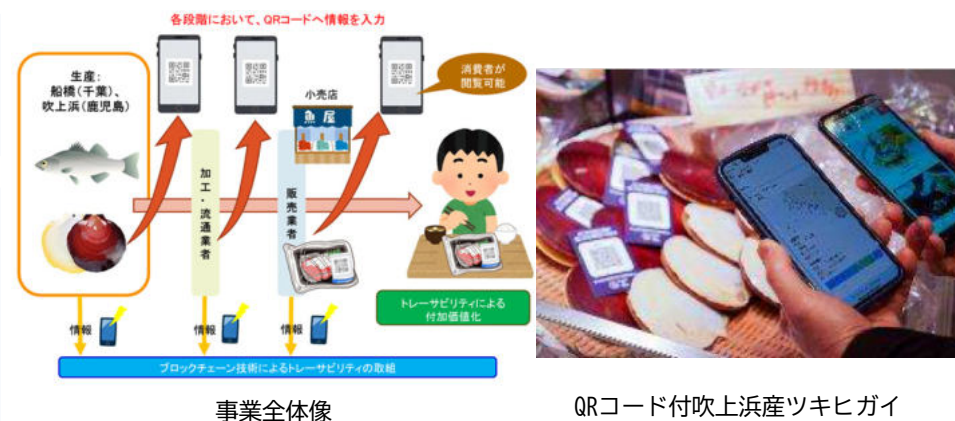 各段階において、QRコードへ情報を入力
生産：
船橋（千葉）、
吹上浜（鹿児島）
小売店
魚屋
消費者が
閲覧可能
加工・流通業者
販売業者
トレーサビリティによる
付加価値化
情報
情報
情報
ブロックチェーン技術によるトレーサビリティの取組
事業全体像
QRコード付吹上浜産ツキヒガイ